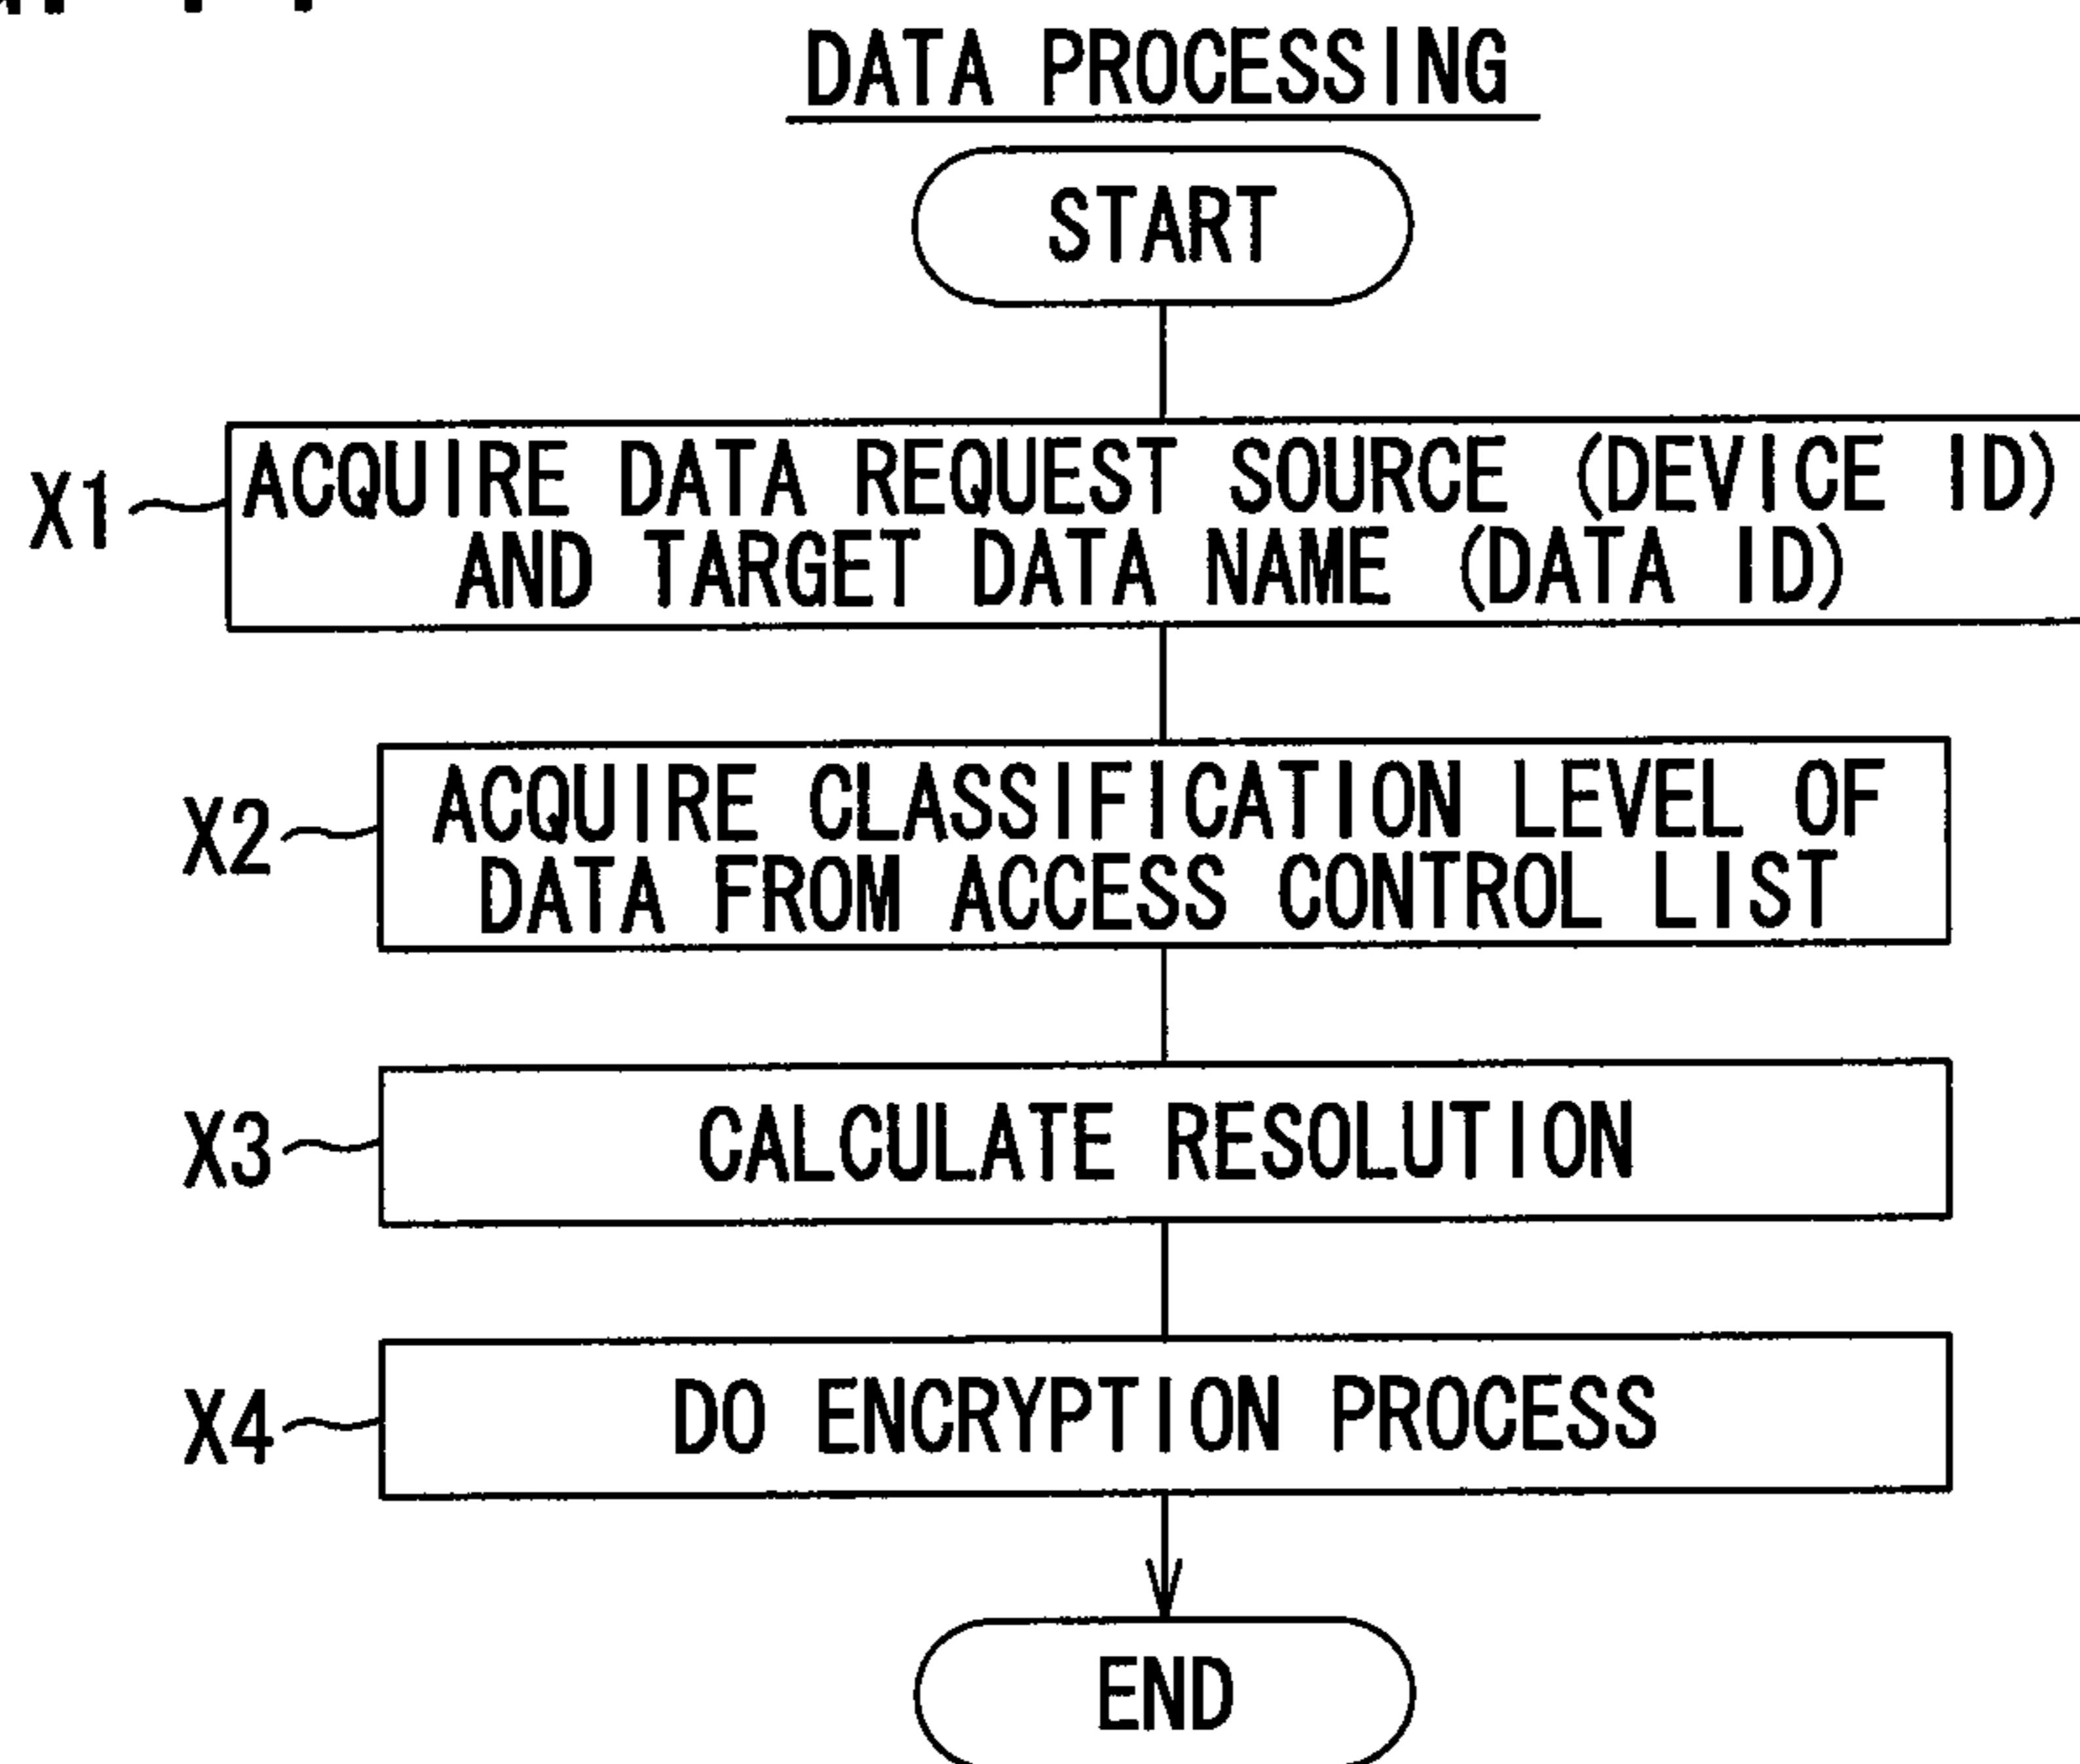 DATA PROCESSING
START
X1
ACQUIRE DATA REQUEST SOURCE (DEVICE ID)
AND TARGET DATA NAME (DATA ID)
X2
ACQUIRE CLASSIFICATION LEVEL OF
DATA FROM ACCESS CONTROL LIST
X3
CALCULATE RESOLUTION
X4
DO ENCRYPTION PROCESS
END